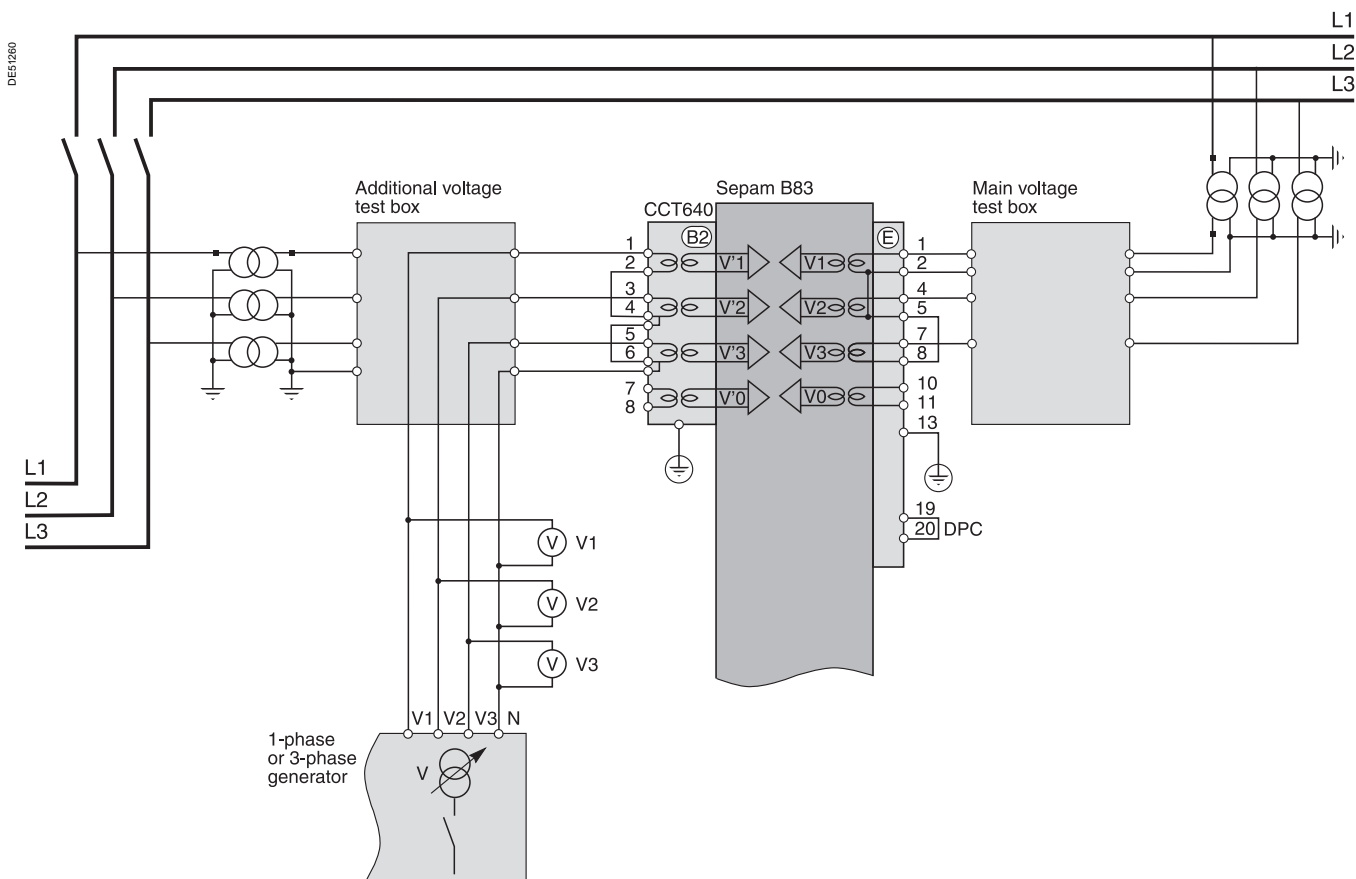 DE51260
L1
L2
L3
Additional voltage
test box
CCT640
Sepam B83
Main voltage
test box
B2
E
1
2
3
4
5
6
7
8
V'1
V'2
V'3
V'0
V1
V2
V3
V0
1
2
4
5
7
8
10
11
13
19
20 DPC
L1
L2
L3
V V1
V V2
V V3
V1 V2 V3 N
1-phase
or 3-phase
generator
V